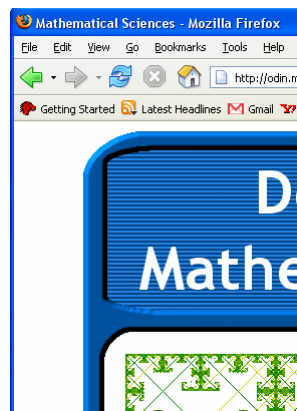 Mathematical Sciences - Mozilla Firefox
File Edit View Go Bookmarks Tools Help
http://odin.m
Getting Started Latest Headlines Gmail Y!
D
Mathe